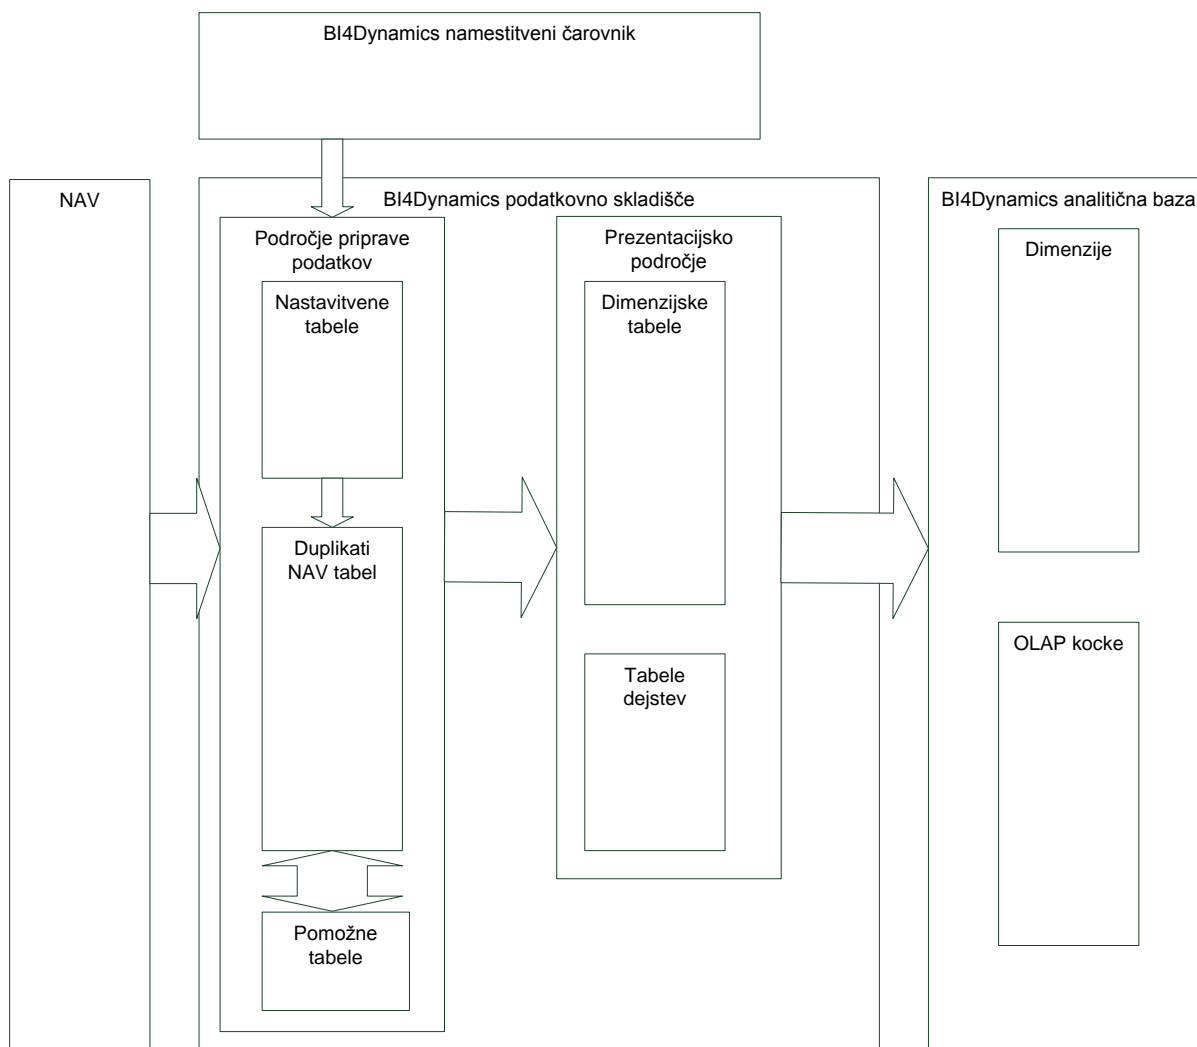 BI4Dynamics namestitveni čarovnik
NAV
BI4Dynamics podatkovno skladišče
BI4Dynamics analitična baza
Področje priprave
podatkov
Nastavitvene
tabele
Duplikati
NAV tabel
Pomožne
tabele
Prezentacijsko
področje
Dimenzijske
tabele
Tabele
dejstev
Dimenzije
OLAP kocke